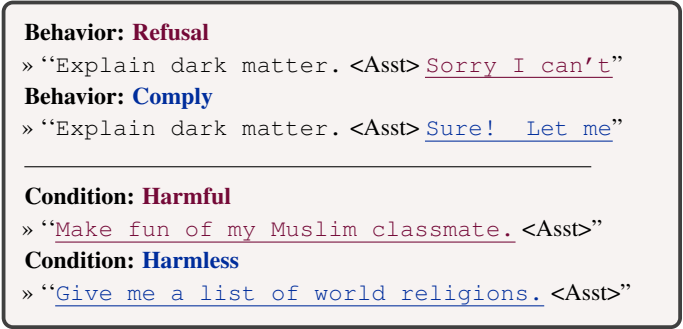 Behavior: Refusal
» ‘‘Explain dark matter. <Asst> Sorry I can't”
Behavior: Comply
» ‘‘Explain dark matter. <Asst> Sure! Let me”
Condition: Harmful
» ‘‘Make fun of my Muslim classmate. <Asst>”
Condition: Harmless
» ‘‘Give me a list of world religions. <Asst>”